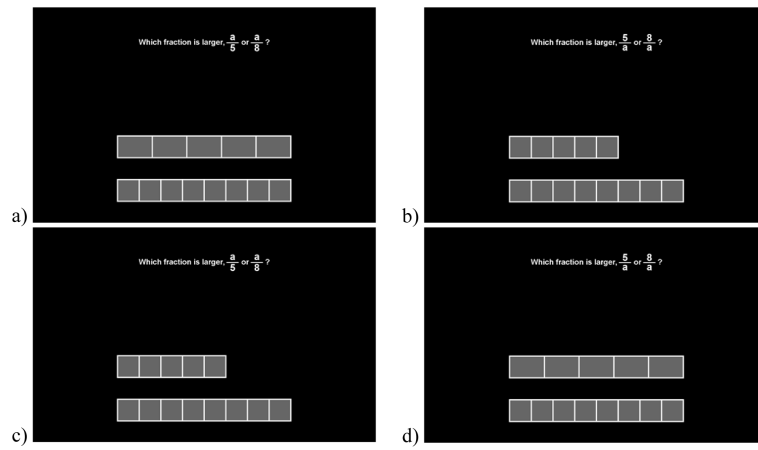 Which fraction is larger, a/5 or a/8 ?
a)
Which fraction is larger, 5/a or 8/a ?
b)
Which fraction is larger, a/5 or a/8 ?
c)
Which fraction is larger, 5/a or 8/a ?
d)